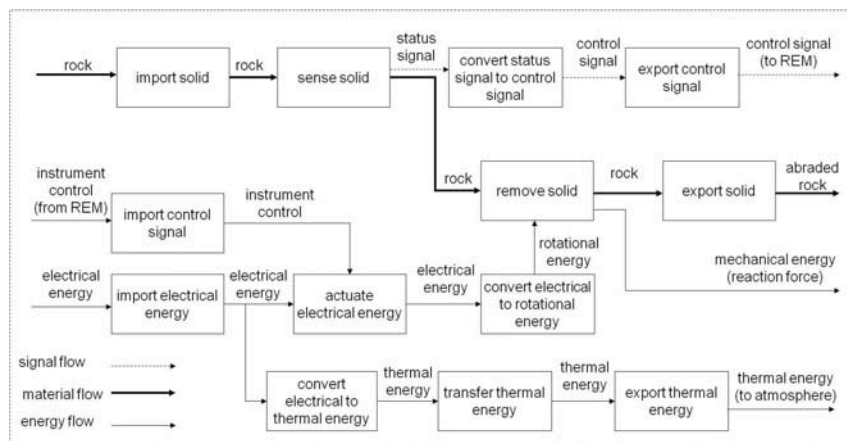 rock
import solid
rock
sense solid
status
signal
convert status
signal to control
signal
control
signal
export control
signal
control signal
(to REM)
rock
remove solid
rock
export solid
abraded
rock
instrument
control
(from REM)
import control
signal
instrument
control
rotational
energy
mechanical energy
(reaction force)
electrical
energy
import electrical
energy
electrical
energy
actuate
electrical energy
electrical
energy
convert electrical
to rotational
energy
signal flow
material flow
energy flow
convert
electrical to
thermal energy
thermal
energy
transfer thermal
energy
thermal
energy
export thermal
energy
thermal energy
(to atmosphere)